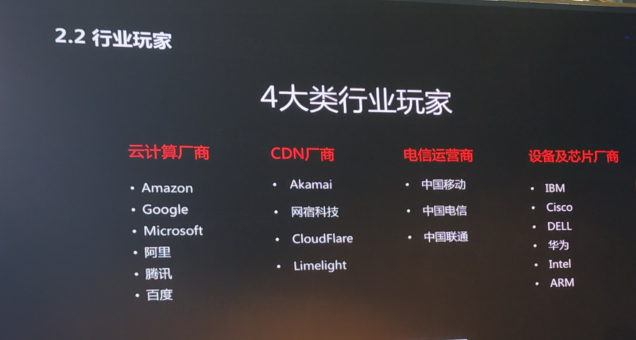 2.2 行业玩家
4大类行业玩家
云计算厂商
• Amazon
• Google
• Microsoft
• 阿里
• 腾讯
• 百度
CDN厂商
• Akamai
• 网宿科技
• CloudFlare
• Limelight
电信运营商
• 中国移动
• 中国电信
• 中国联通
设备及芯片厂商
• IBM
• Cisco
• DELL
• 华为
• Intel
• ARM